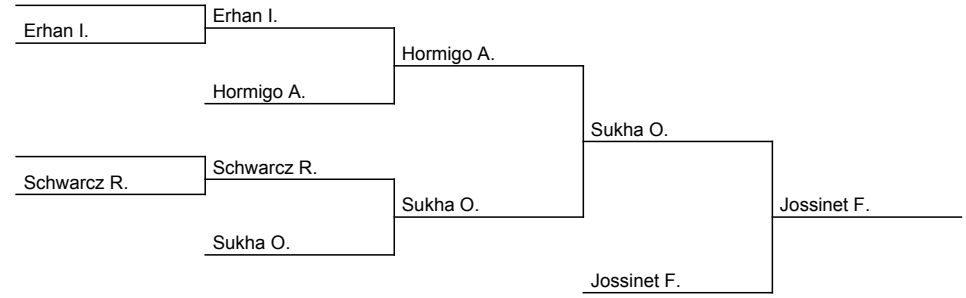 Erhan I.
Erhan I.
Hormigo A.
Hormigo A.
Sukha O.
Schwarcz R.
Schwarcz R.
Sukha O.
Jossinet F.
Sukha O.
Jossinet F.